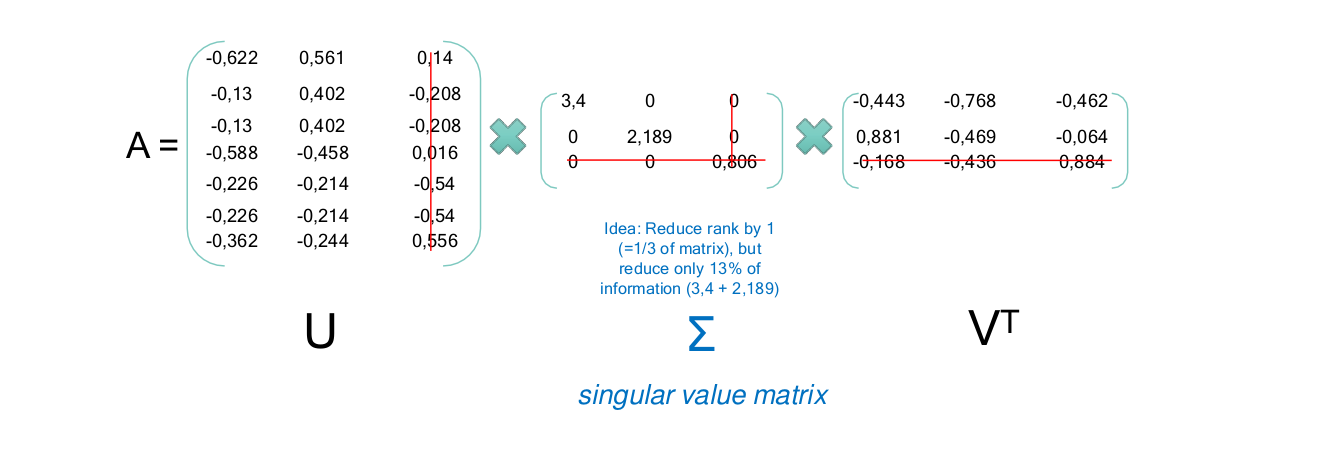 A =
-0,622 0,561 0,14
-0,13 0,402 -0,208
-0,13 0,402 -0,208
-0,588 -0,458 0,016
-0,226 -0,214 -0,54
-0,226 -0,214 -0,54
-0,362 -0,244 0,556
3,4 0 0
0 2,189 0
0 0 0,806
-0,443 -0,768 -0,462
0,881 -0,469 -0,064
-0,168 -0,436 0,884
Idea: Reduce rank by 1
(=1/3 of matrix), but
reduce only 13% of
information (3,4 + 2,189)
U
Σ
VT
singular value matrix